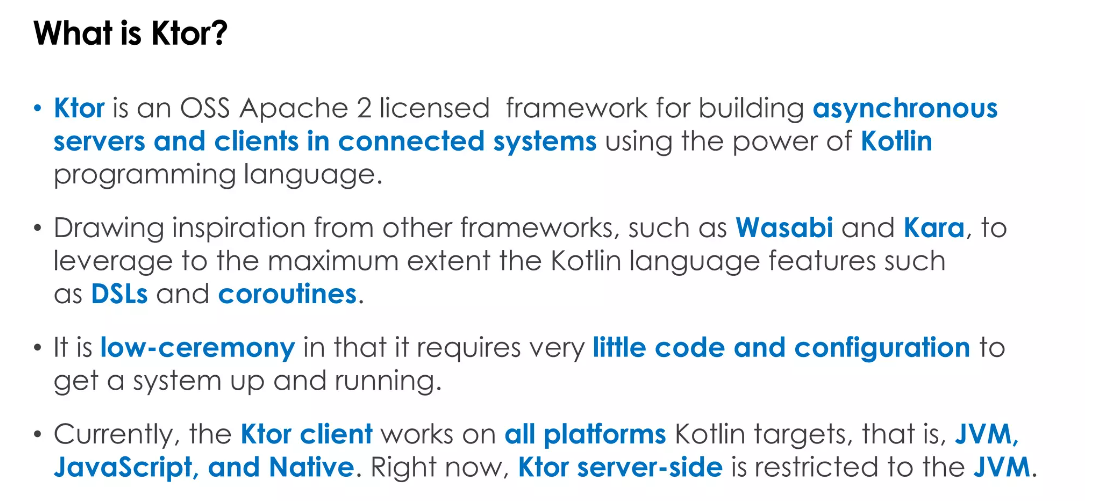 What is Ktor?
• Ktor is an OSS Apache 2 licensed  framework for building asynchronous
servers and clients in connected systems using the power of Kotlin
programming language.
• Drawing inspiration from other frameworks, such as Wasabi and Kara, to
leverage to the maximum extent the Kotlin language features such
as DSLs and coroutines.
• It is low-ceremony in that it requires very little code and configuration to
get a system up and running.
• Currently, the Ktor client works on all platforms Kotlin targets, that is, JVM,
JavaScript, and Native. Right now, Ktor server-side is restricted to the JVM.